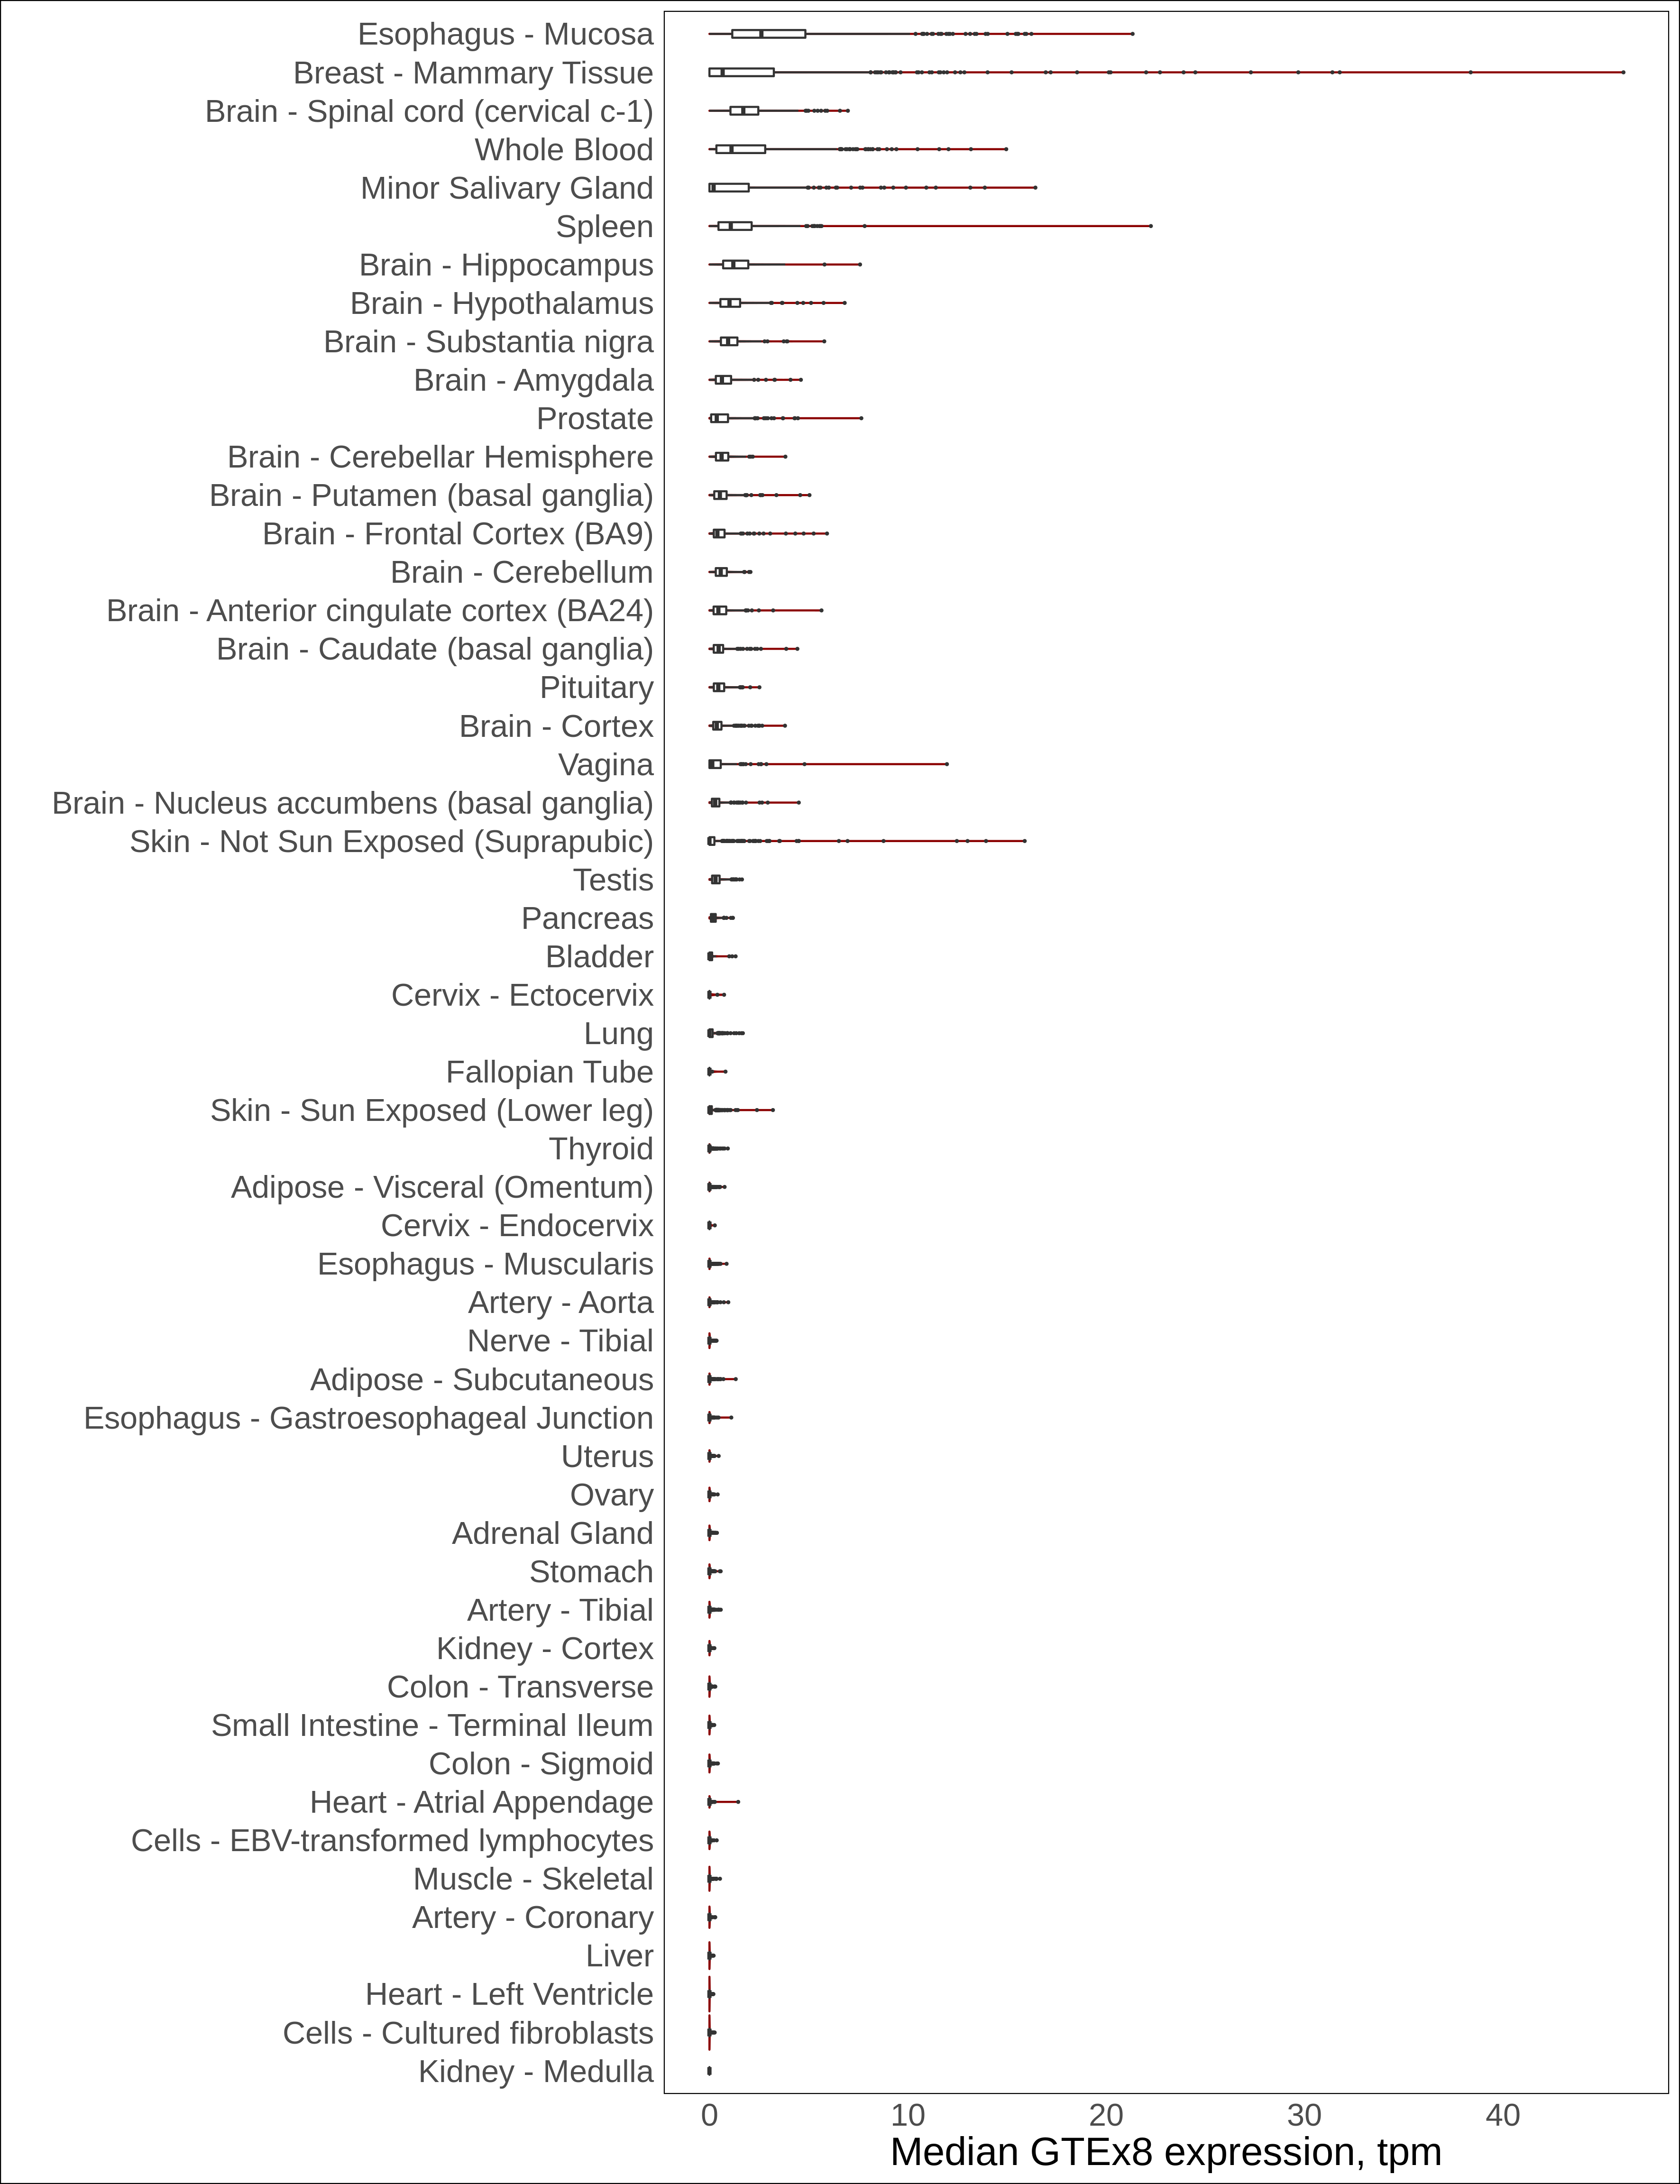 Esophagus - Mucosa
Breast - Mammary Tissue
Brain - Spinal cord (cervical c-1)
Whole Blood
Minor Salivary Gland
Spleen
Brain - Hippocampus
Brain - Hypothalamus
Brain - Substantia nigra
Brain - Amygdala
Prostate
Brain - Cerebellar Hemisphere
Brain - Putamen (basal ganglia)
Brain - Frontal Cortex (BA9)
Brain - Cerebellum
Brain - Anterior cingulate cortex (BA24)
Brain - Caudate (basal ganglia)
Pituitary
Brain - Cortex
Vagina
Brain - Nucleus accumbens (basal ganglia)
Skin - Not Sun Exposed (Suprapubic)
Testis
Pancreas
Bladder
Cervix - Ectocervix
Lung
Fallopian Tube
Skin - Sun Exposed (Lower leg)
Thyroid
Adipose - Visceral (Omentum)
Cervix - Endocervix
Esophagus - Muscularis
Artery - Aorta
Nerve - Tibial
Adipose - Subcutaneous
Esophagus - Gastroesophageal Junction
Uterus
Ovary
Adrenal Gland
Stomach
Artery - Tibial
Kidney - Cortex
Colon - Transverse
Small Intestine - Terminal Ileum
Colon - Sigmoid
Heart - Atrial Appendage
Cells - EBV-transformed lymphocytes
Muscle - Skeletal
Artery - Coronary
Liver
Heart - Left Ventricle
Cells - Cultured fibroblasts
Kidney - Medulla
0 10 20 30 40
Median GTEx8 expression, tpm